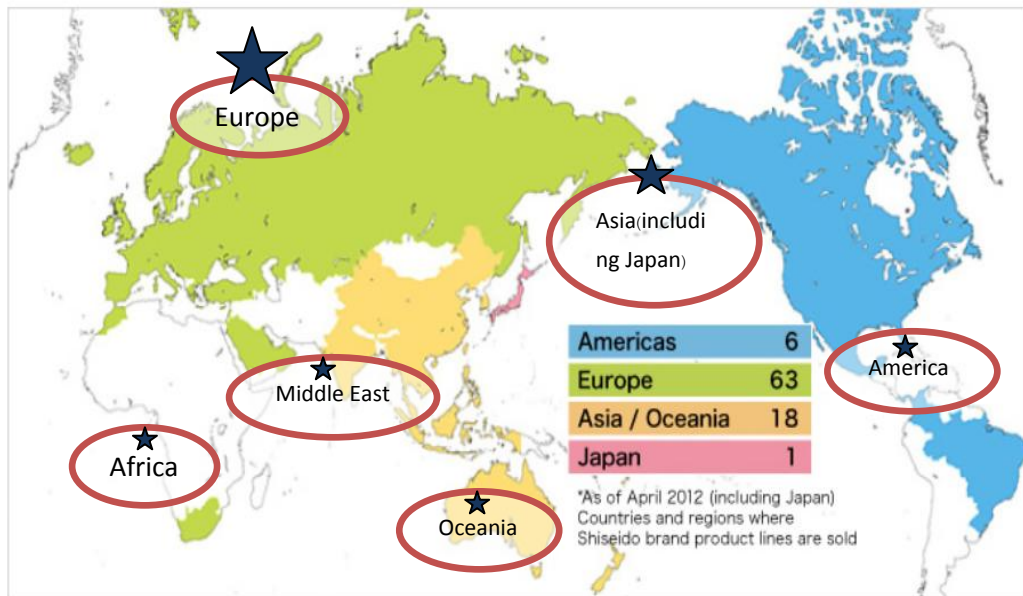 Europe
Asia(includi
ng Japan)
America
Middle East
Africa
Oceania
Americas 6
Europe 63
Asia / Oceania 18
Japan 1
*As of April 2012 (including Japan)
Countries and regions where
Shiseido brand product lines are sold